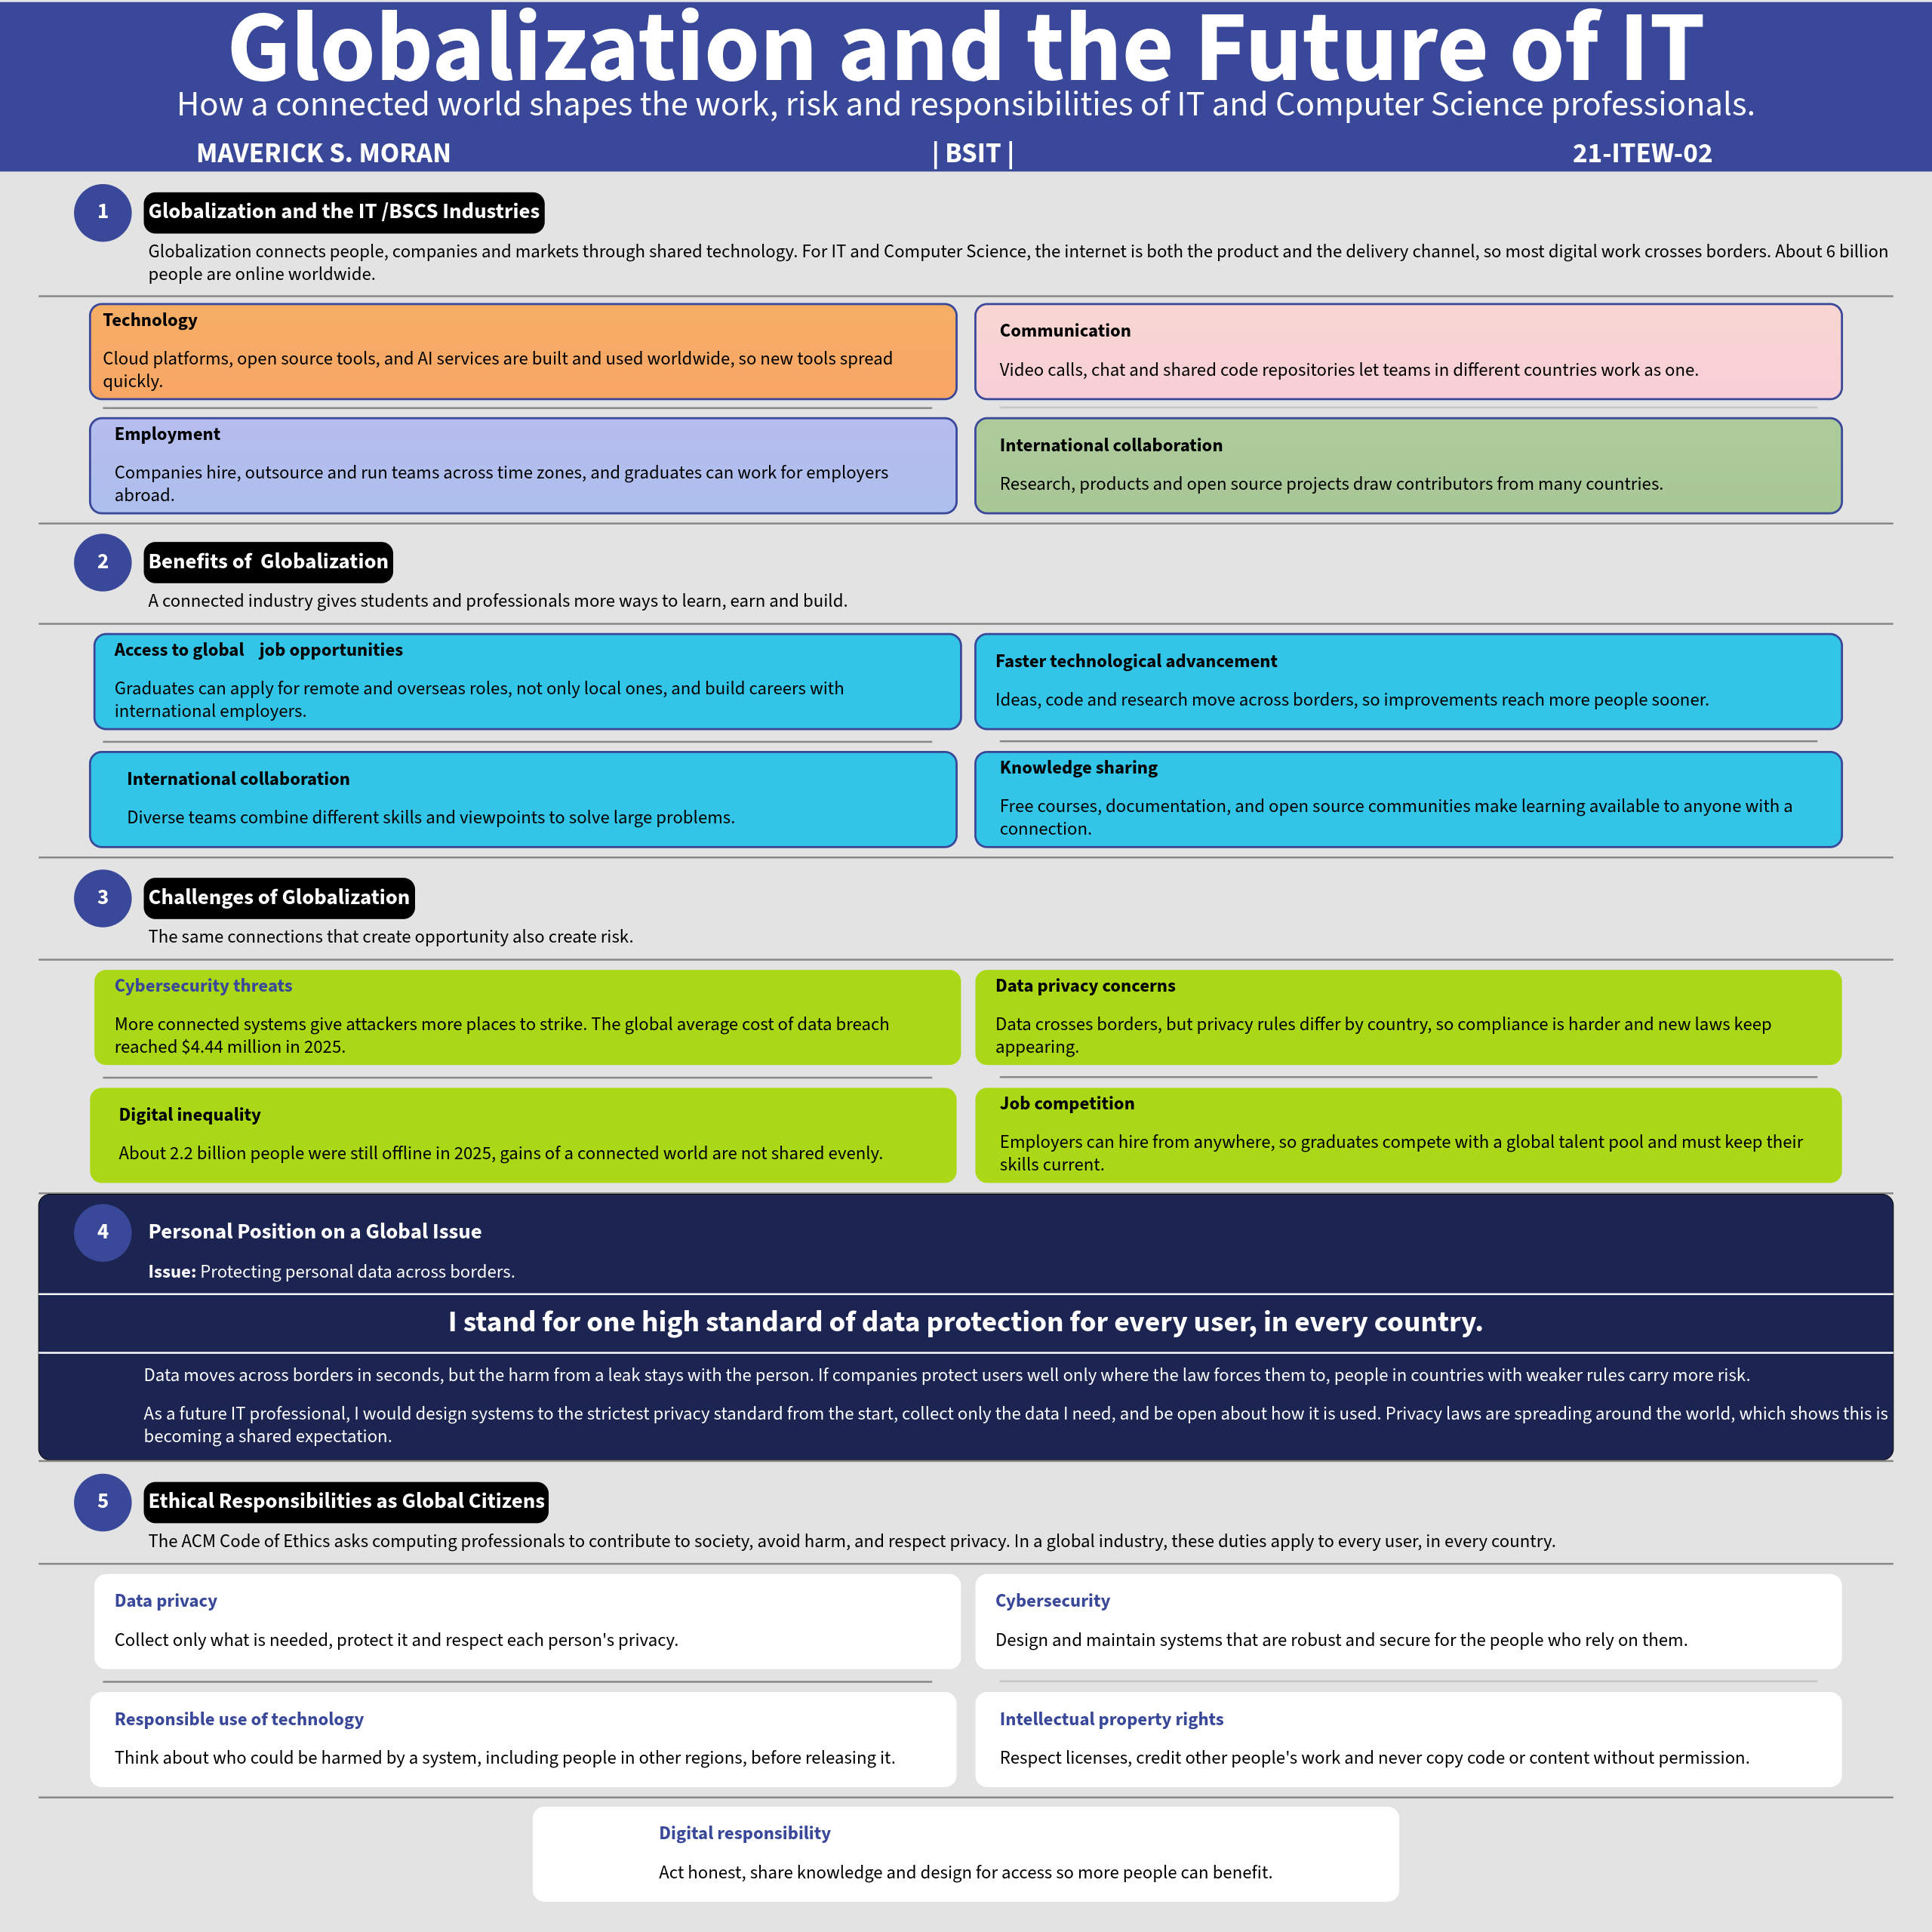 Globalization and the Future of IT
How a connected world shapes the work, risk and responsibilities of IT and Computer Science professionals.
MAVERICK S. MORAN | BSIT | 21-ITEW-02
1 Globalization and the IT /BSCS Industries
Globalization connects people, companies and markets through shared technology. For IT and Computer Science, the internet is both the product and the delivery channel, so most digital work crosses borders. About 6 billion
people are online worldwide.
Technology
Cloud platforms, open source tools, and AI services are built and used worldwide, so new tools spread
quickly.
Communication
Video calls, chat and shared code repositories let teams in different countries work as one.
Employment
Companies hire, outsource and run teams across time zones, and graduates can work for employers
abroad.
International collaboration
Research, products and open source projects draw contributors from many countries.
2 Benefits of  Globalization
A connected industry gives students and professionals more ways to learn, earn and build.
Access to global   job opportunities
Graduates can apply for remote and overseas roles, not only local ones, and build careers with
international employers.
Faster technological advancement
Ideas, code and research move across borders, so improvements reach more people sooner.
International collaboration
Diverse teams combine different skills and viewpoints to solve large problems.
Knowledge sharing
Free courses, documentation, and open source communities make learning available to anyone with a
connection.
3 Challenges of Globalization
The same connections that create opportunity also create risk.
Cybersecurity threats
More connected systems give attackers more places to strike. The global average cost of data breach
reached $4.44 million in 2025.
Data privacy concerns
Data crosses borders, but privacy rules differ by country, so compliance is harder and new laws keep
appearing.
Digital inequality
About 2.2 billion people were still offline in 2025, gains of a connected world are not shared evenly.
Job competition
Employers can hire from anywhere, so graduates compete with a global talent pool and must keep their
skills current.
4 Personal Position on a Global Issue
Issue: Protecting personal data across borders.
I stand for one high standard of data protection for every user, in every country.
Data moves across borders in seconds, but the harm from a leak stays with the person. If companies protect users well only where the law forces them to, people in countries with weaker rules carry more risk.
As a future IT professional, I would design systems to the strictest privacy standard from the start, collect only the data I need, and be open about how it is used. Privacy laws are spreading around the world, which shows this is
becoming a shared expectation.
5 Ethical Responsibilities as Global Citizens
The ACM Code of Ethics asks computing professionals to contribute to society, avoid harm, and respect privacy. In a global industry, these duties apply to every user, in every country.
Data privacy
Collect only what is needed, protect it and respect each person's privacy.
Cybersecurity
Design and maintain systems that are robust and secure for the people who rely on them.
Responsible use of technology
Think about who could be harmed by a system, including people in other regions, before releasing it.
Intellectual property rights
Respect licenses, credit other people's work and never copy code or content without permission.
Digital responsibility
Act honest, share knowledge and design for access so more people can benefit.